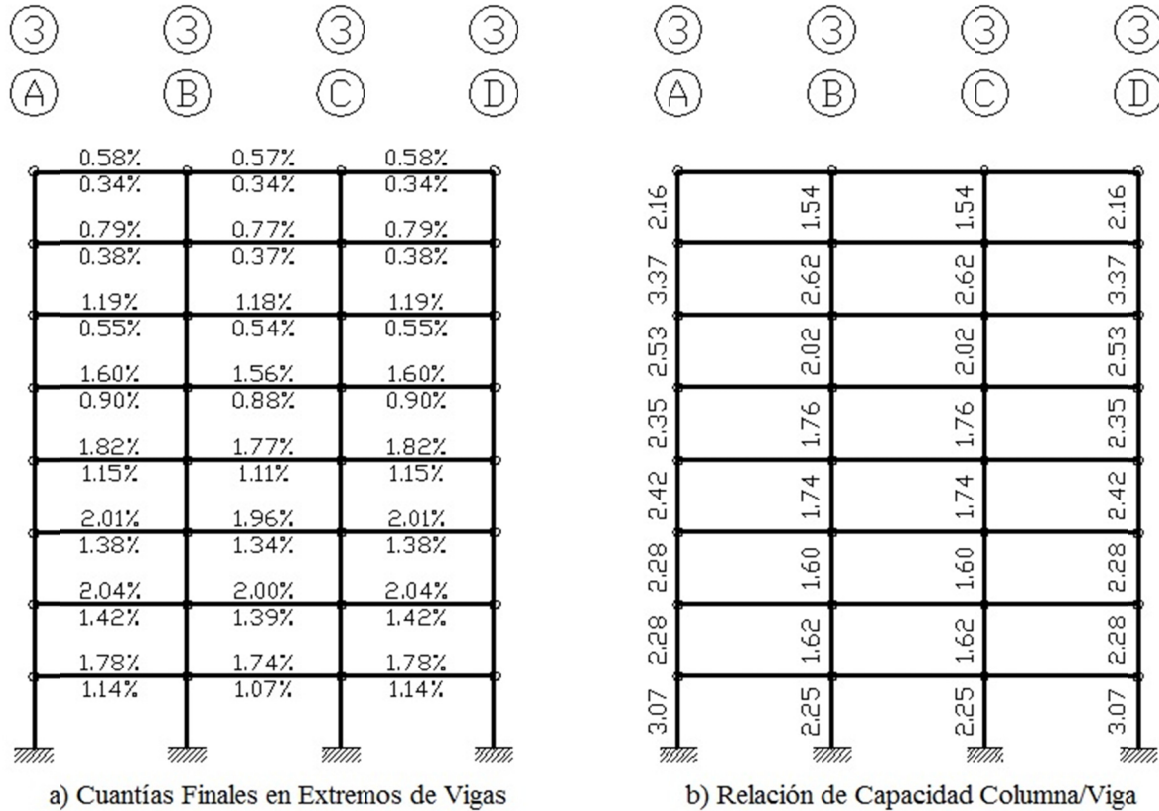 3 3 3 3 3 3 3 3
A B C D A B C D
0.58% 0.57% 0.58%
0.34% 0.34% 0.34%
2.16 1.54 1.54 2.16
0.79% 0.77% 0.79%
0.38% 0.37% 0.38%
3.37 2.62 2.62 3.37
1.19% 1.18% 1.19%
0.55% 0.54% 0.55%
2.53 2.02 2.02 2.53
1.60% 1.56% 1.60%
0.90% 0.88% 0.90%
2.35 1.76 1.76 2.35
1.82% 1.77% 1.82%
1.15% 1.11% 1.15%
2.42 1.74 1.74 2.42
2.01% 1.96% 2.01%
1.38% 1.34% 1.38%
2.28 1.60 1.60 2.28
2.04% 2.00% 2.04%
1.42% 1.39% 1.42%
2.28 1.62 1.62 2.28
1.78% 1.74% 1.78%
1.14% 1.07% 1.14%
3.07 2.25 2.25 3.07
a) Cuantías Finales en Extremos de Vigas b) Relación de Capacidad Columna/Viga